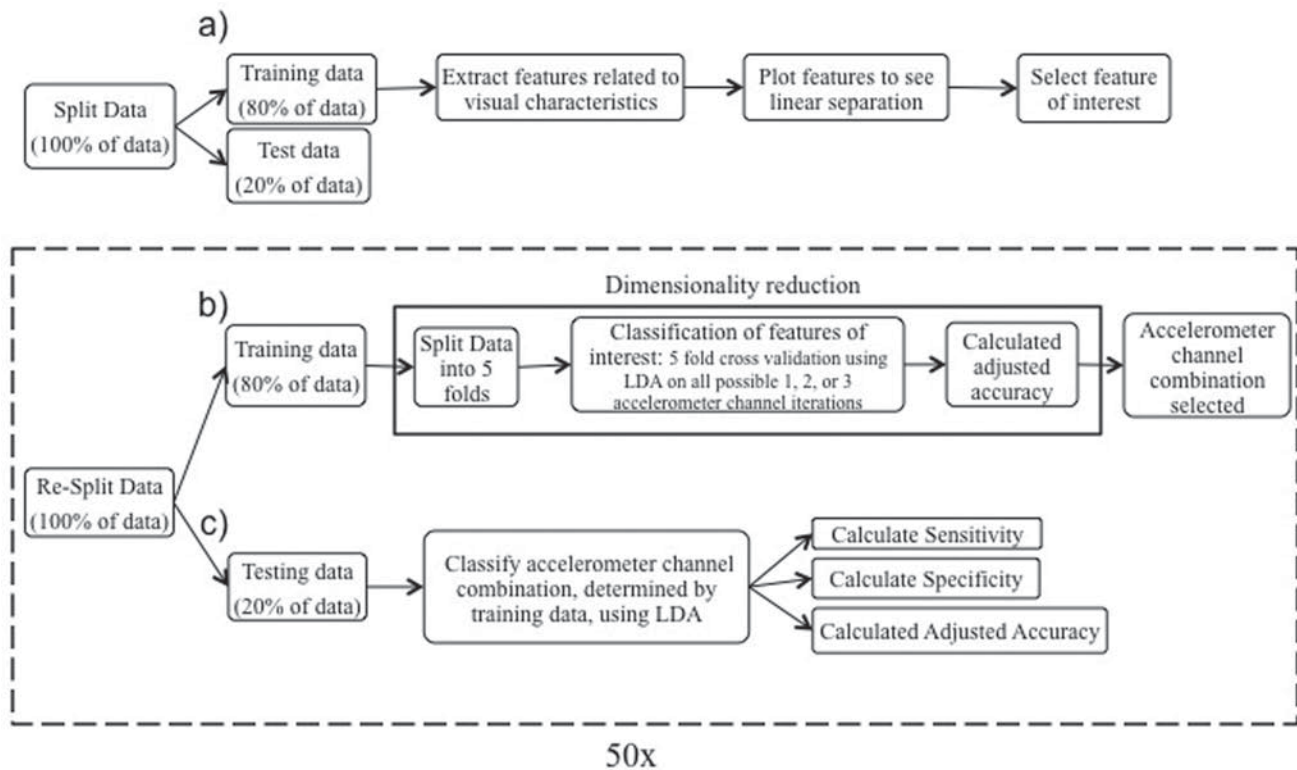 a)
Split Data
(100% of data)
Training data
(80% of data)
Test data
(20% of data)
Extract features related to
visual characteristics
Plot features to see
linear separation
Select feature
of interest
Dimensionality reduction
b)
Training data
(80% of data)
Split Data
into 5
folds
Classification of features of
interest: 5 fold cross validation using
LDA on all possible 1, 2, or 3
accelerometer channel iterations
Calculated
adjusted
accuracy
Accelerometer
channel
combination
selected
Re-Split Data
(100% of data)
c)
Testing data
(20% of data)
Classify accelerometer channel
combination, determined by
training data, using LDA
Calculate Sensitivity
Calculate Specificity
Calculated Adjusted Accuracy
50x